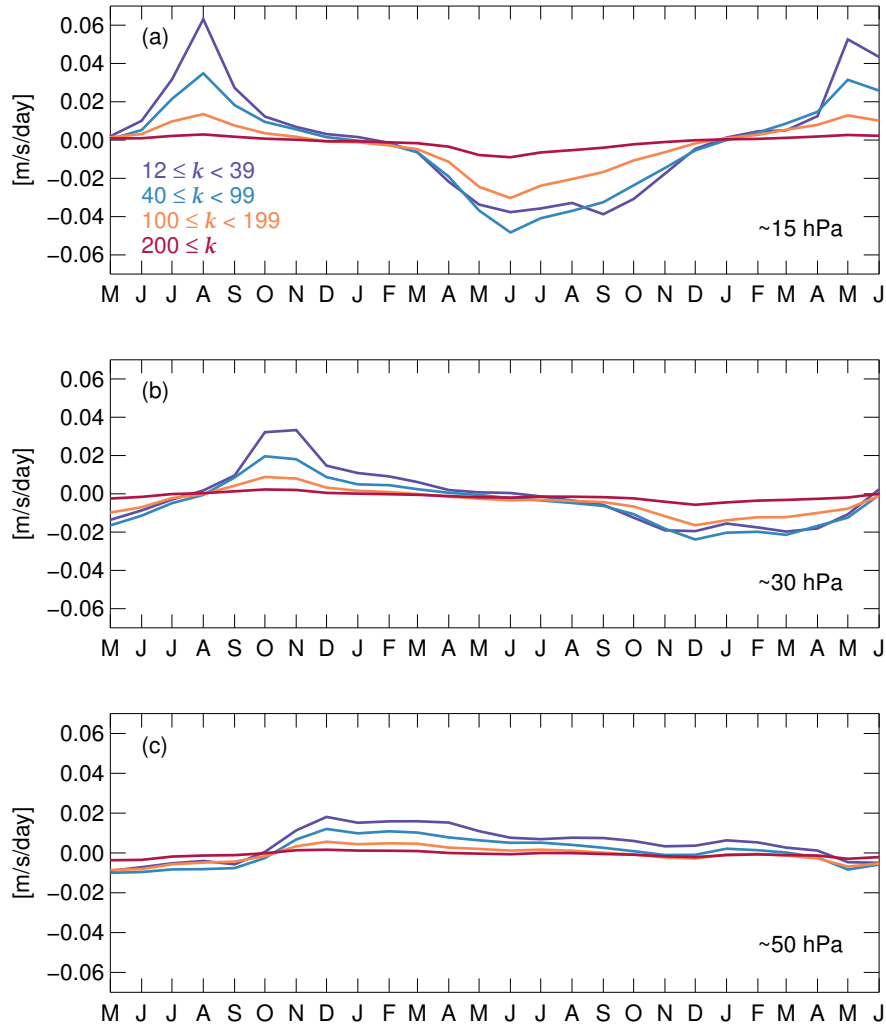 (a)
[m/s/day]
0.06
0.04
0.02
0.00
-0.02
-0.04
-0.06
12 ≤ k < 39
40 ≤ k < 99
100 ≤ k < 199
200 ≤ k
~15 hPa
M J J A S O N D J F M A M J J A S O N D J F M A M J
(b)
[m/s/day]
0.06
0.04
0.02
0.00
-0.02
-0.04
-0.06
~30 hPa
M J J A S O N D J F M A M J J A S O N D J F M A M J
(c)
[m/s/day]
0.06
0.04
0.02
0.00
-0.02
-0.04
-0.06
~50 hPa
M J J A S O N D J F M A M J J A S O N D J F M A M J